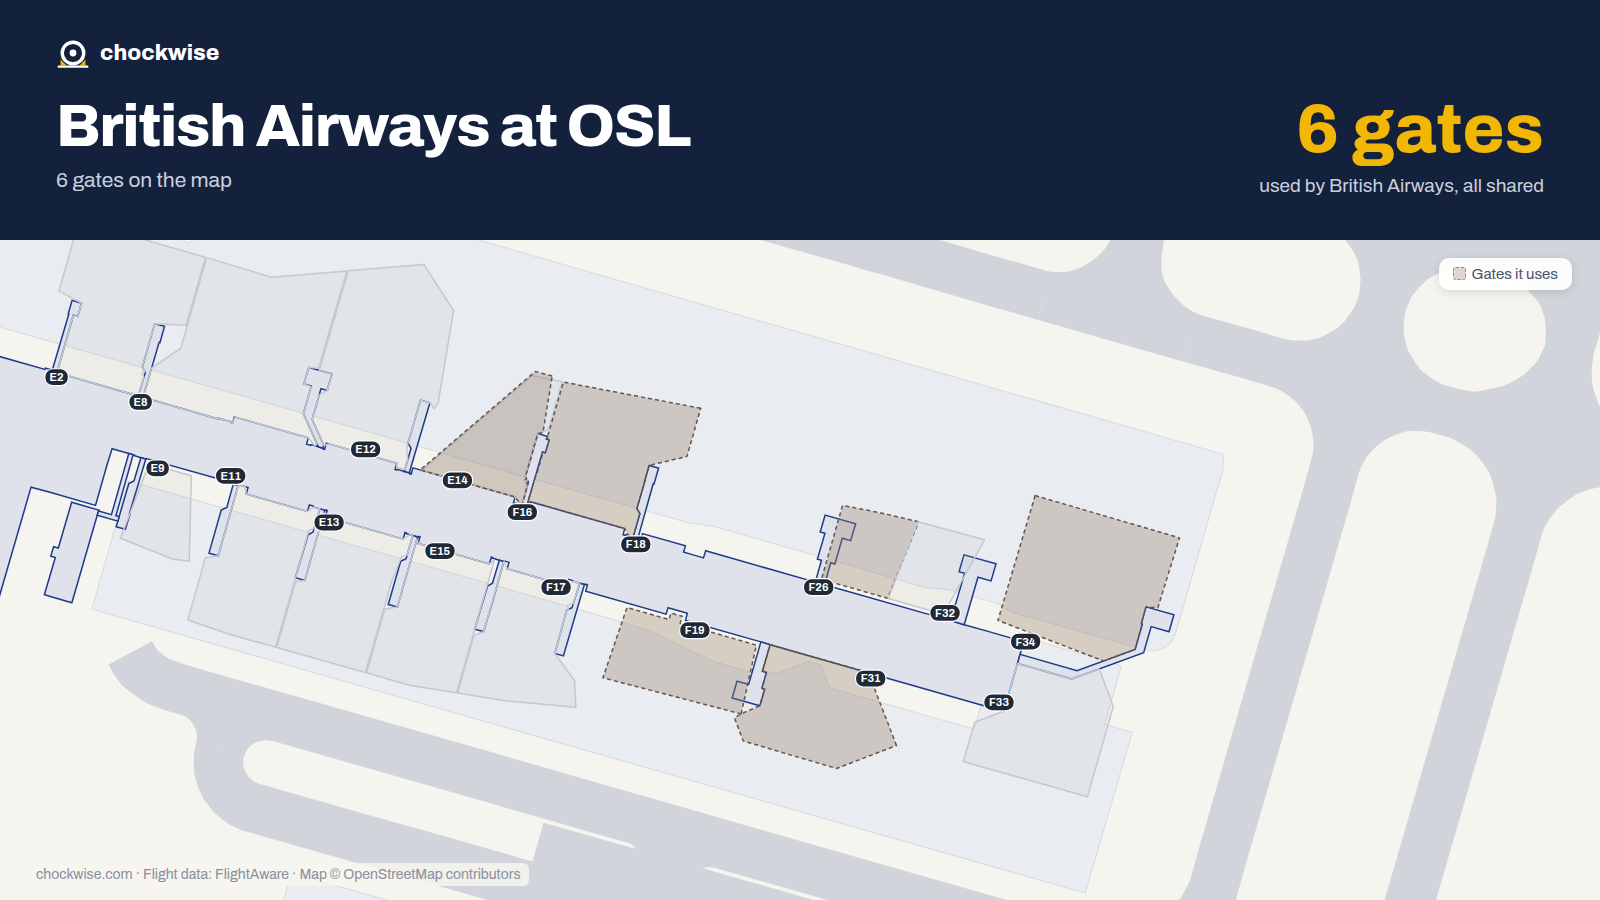 chockwise
British Airways at OSL
6 gates on the map
6 gates
used by British Airways, all shared
Gates it uses
E2
E8
E12
E14
E9
E11
E13
E15
F16
F18
F17
F19
F26
F32
F34
F31
F33
chockwise.com · Flight data: FlightAware · Map © OpenStreetMap contributors